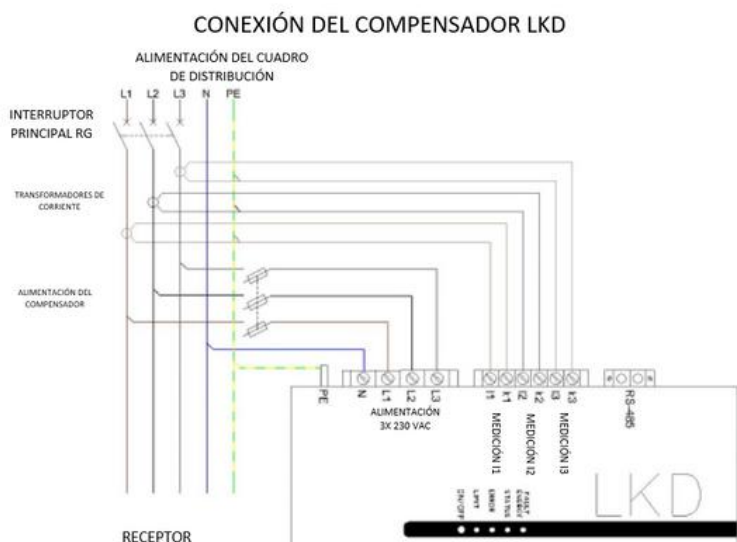 CONEXIÓN DEL COMPENSADOR LKD
ALIMENTACIÓN DEL CUADRO
DE DISTRIBUCIÓN
L1 L2 L3 N PE
INTERRUPTOR
PRINCIPAL RG
TRANSFORMADORES DE
CORRIENTE
ALIMENTACIÓN DEL
COMPENSADOR
PE
N L1 L2 L3
ALIMENTACIÓN
3X 230 VAC
l1 k1 l2 k2 l3 k3
MEDICIÓN I1
MEDICIÓN I2
MEDICIÓN I3
RS-485
LKD
ON/OFF
LIMIT
ERROR
STATUS
FAULT
ENERGY
RECEPTOR